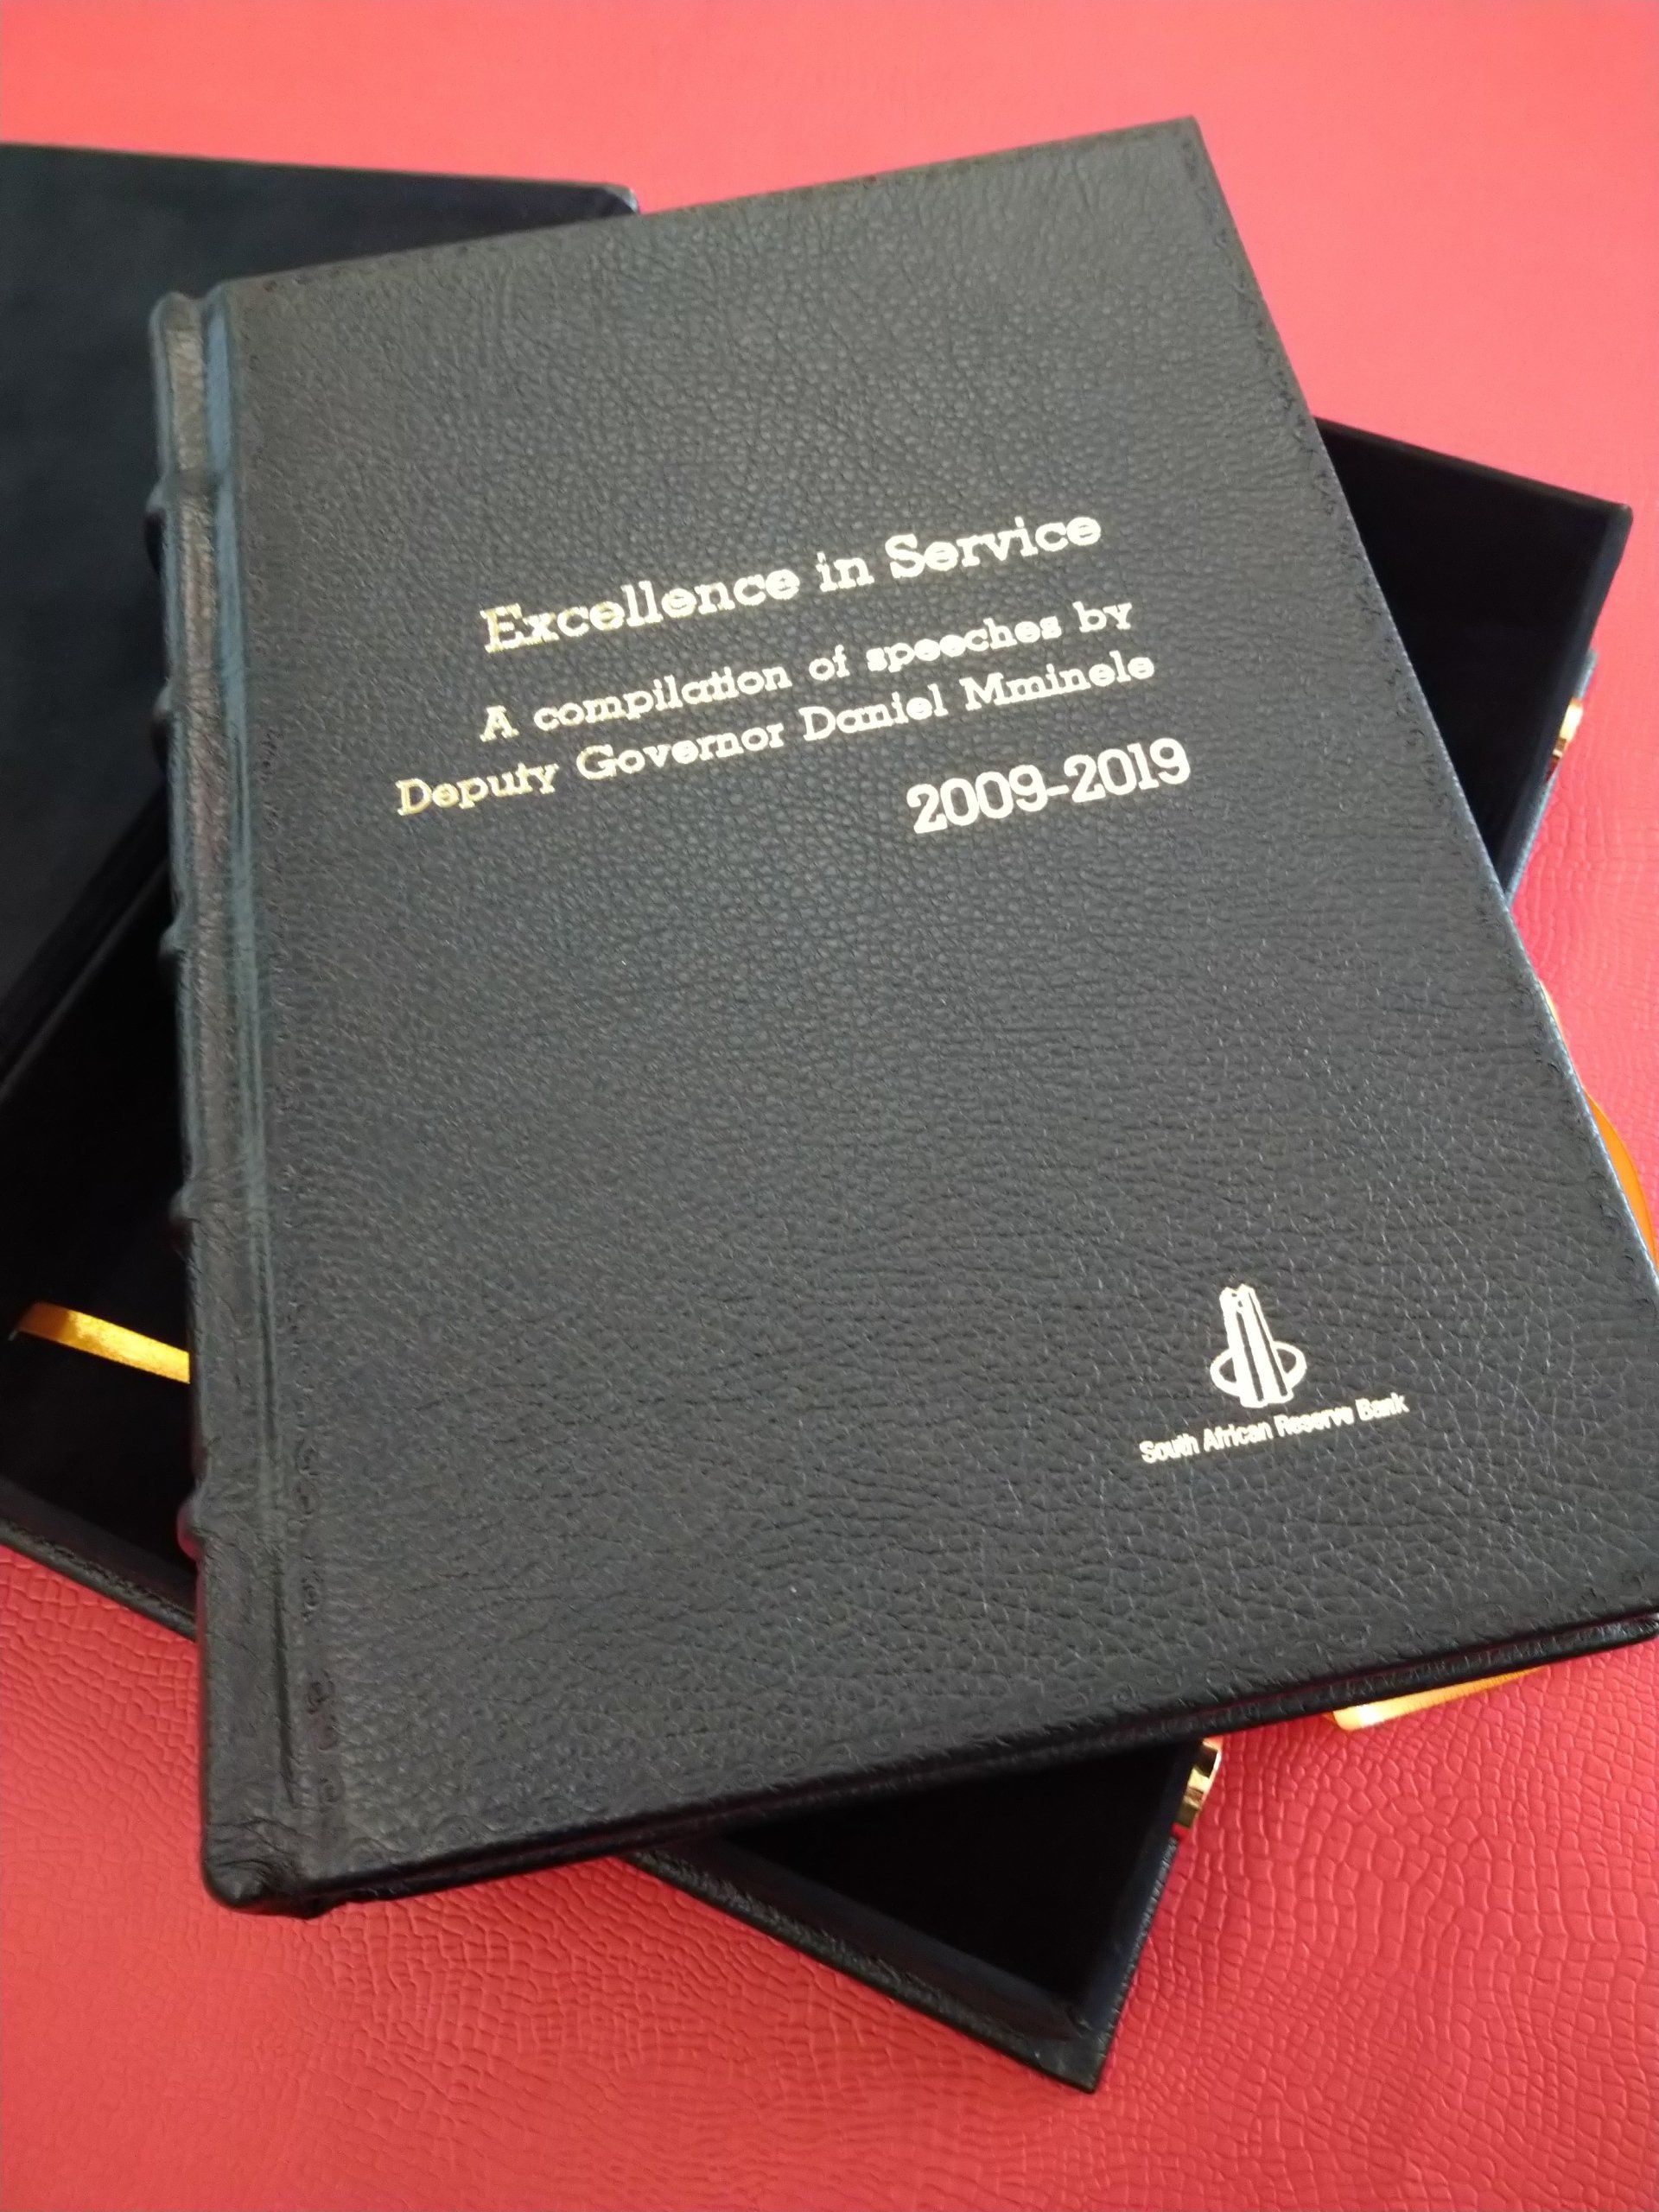 Excellence in Service
A compilation of speeches by
Deputy Governor Daniel Mminele
2009-2019
South African Reserve Bank